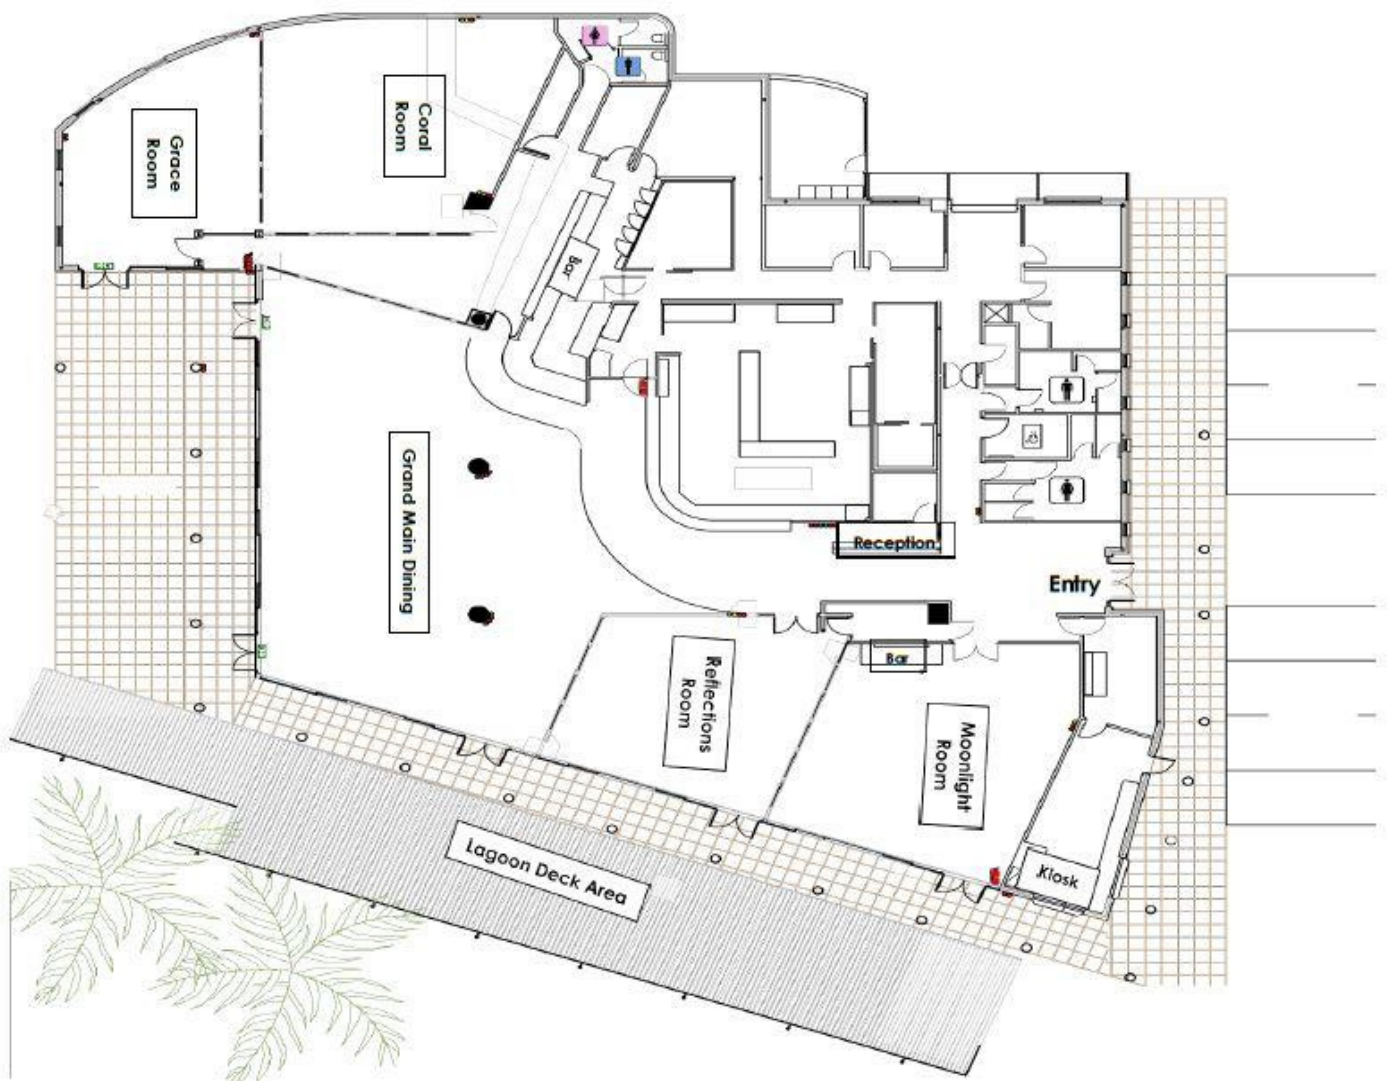 Coral
Room
Grace
Room
Bar
Grand Main Dining
Reception
Entry
Reflections
Room
Bar
Moonlight
Room
Lagoon Deck Area
Kiosk